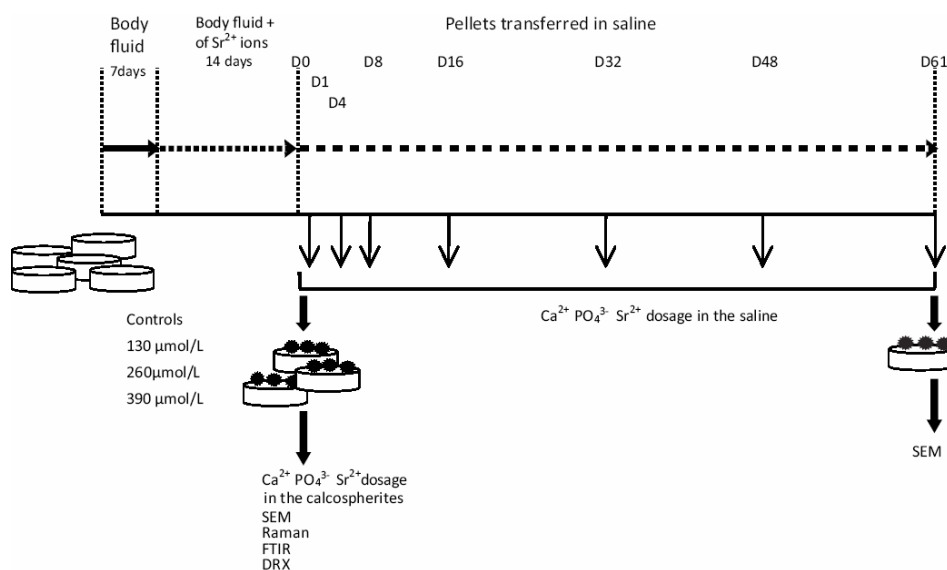 Body
fluid
7days
Body fluid +
of Sr²⁺ ions
14 days
Pellets transferred in saline
D0
D1
D4
D8
D16
D32
D48
D61
Controls
130 µmol/L
260µmol/L
390 µmol/L
Ca²⁺ PO₄³⁻ Sr²⁺ dosage in the saline
Ca²⁺ PO₄³⁻ Sr²⁺dosage
in the calcospherites
SEM
Raman
FTIR
DRX
SEM